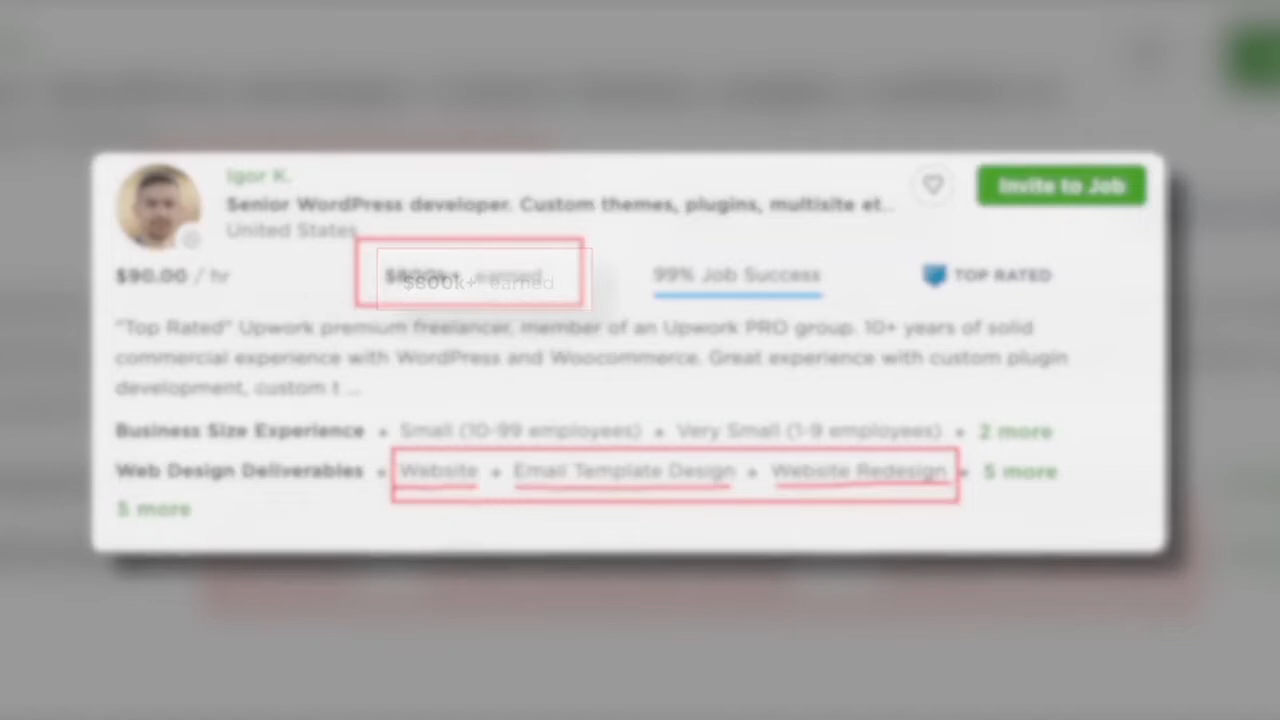 Igor K.
Senior WordPress developer. Custom themes, plugins, multisite et...
Invite to Job
United States
$90.00 / hr
$800k+ earned
$800k+ earned
99% Job Success
TOP RATED
"Top Rated" Upwork premium freelancer, member of an Upwork PRO group. 10+ years of solid
commercial experience with WordPress and Woocommerce. Great experience with custom plugin
development, custom t ...
Business Size Experience • Small (10-99 employees) • Very Small (1-9 employees) • 2 more
Web Design Deliverables • Website • Email Template Design • Website Redesign • 5 more
5 more